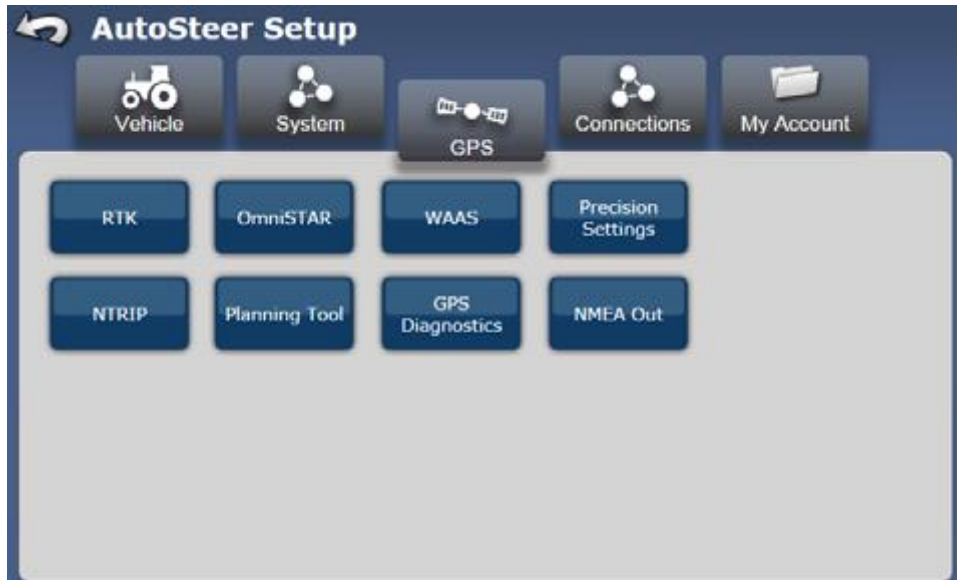 AutoSteer Setup
Vehicle
System
GPS
Connections
My Account
RTK
OmniSTAR
WAAS
Precision
Settings
NTRIP
Planning Tool
GPS
Diagnostics
NMEA Out